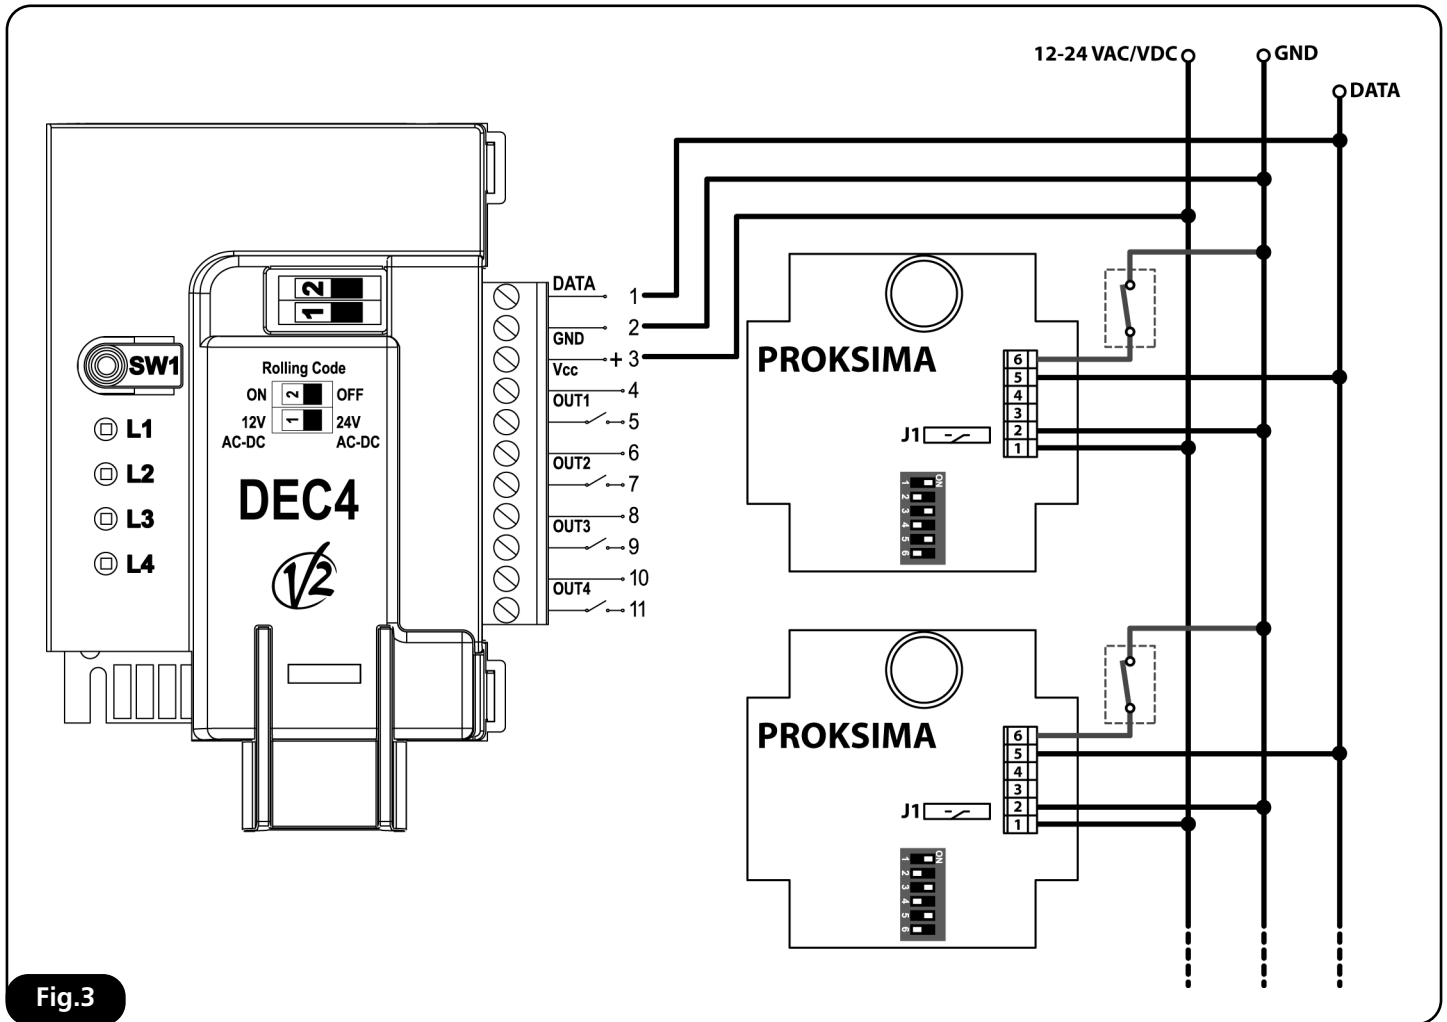 12-24 VAC/VDC
GND
DATA
2
1
SW1
Rolling Code
ON 2 OFF
12V AC-DC 1 24V AC-DC
L1
L2
L3
L4
DEC4
V2
DATA 1
GND 2
Vcc + 3
OUT1 4
5
OUT2 6
7
OUT3 8
9
OUT4 10
11
PROKSIMA
6
5
4
3
2
1
J1
ON
1
2
3
4
5
6
PROKSIMA
6
5
4
3
2
1
J1
ON
1
2
3
4
5
6
Fig.3